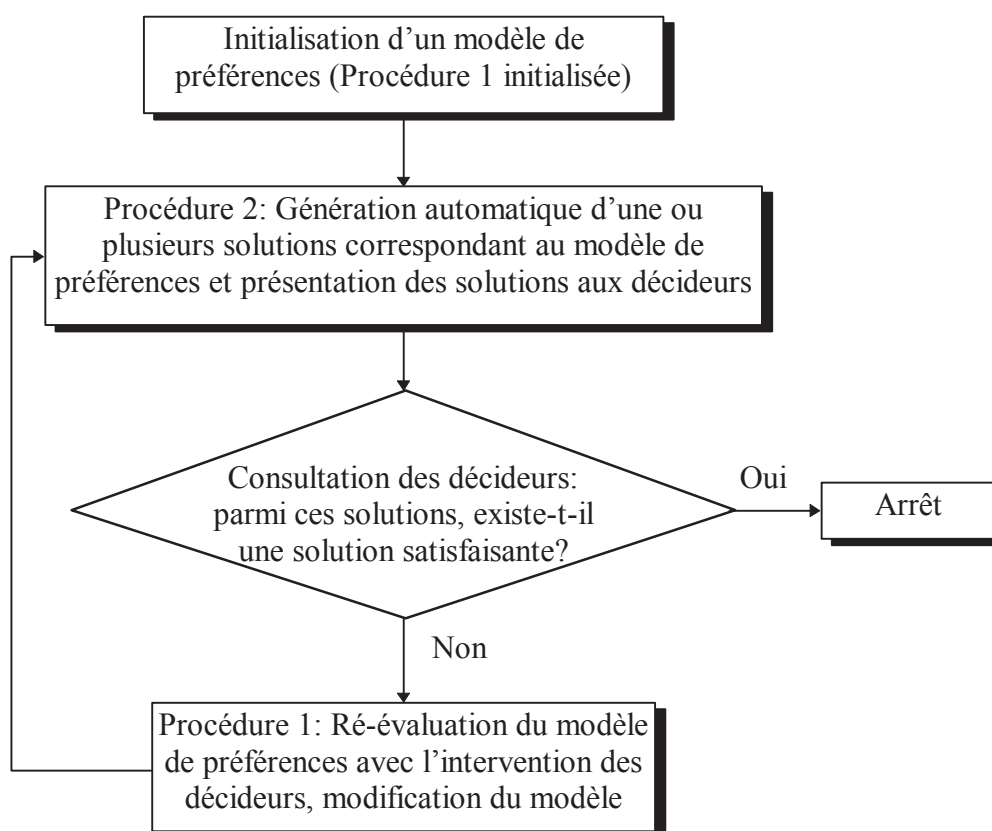 Initialisation d’un modèle de
préférences (Procédure 1 initialisée)
Procédure 2: Génération automatique d’une ou
plusieurs solutions correspondant au modèle de
préférences et présentation des solutions aux décideurs
Consultation des décideurs:
parmi ces solutions, existe-t-il
une solution satisfaisante?
Oui
Arrêt
Non
Procédure 1: Ré-évaluation du modèle
de préférences avec l’intervention des
décideurs, modification du modèle